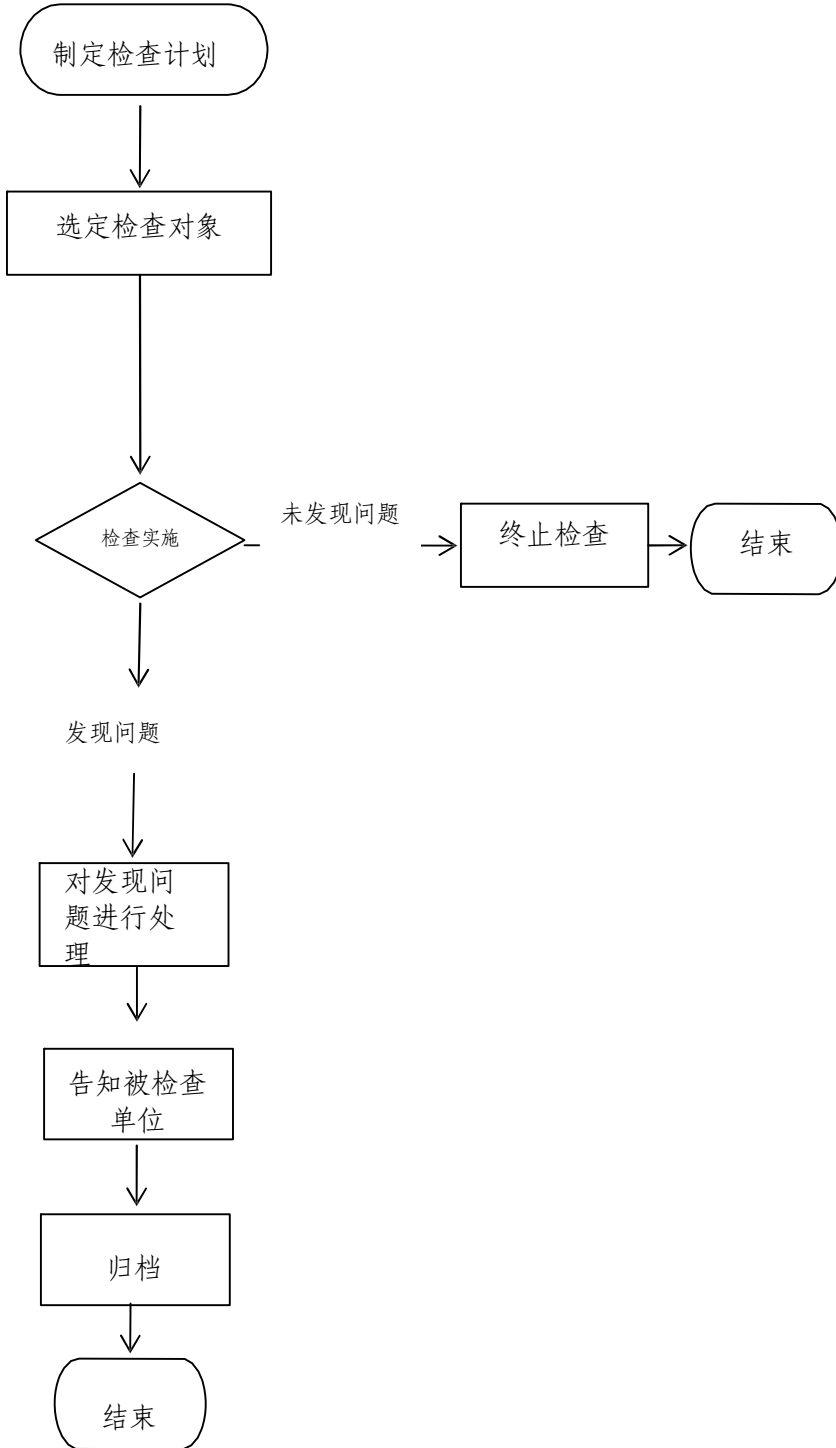 制定检查计划
选定检查对象
检查实施
未发现问题
终止检查
结束
发现问题
对发现问
题进行处
理
告知被检查
单位
归档
结束